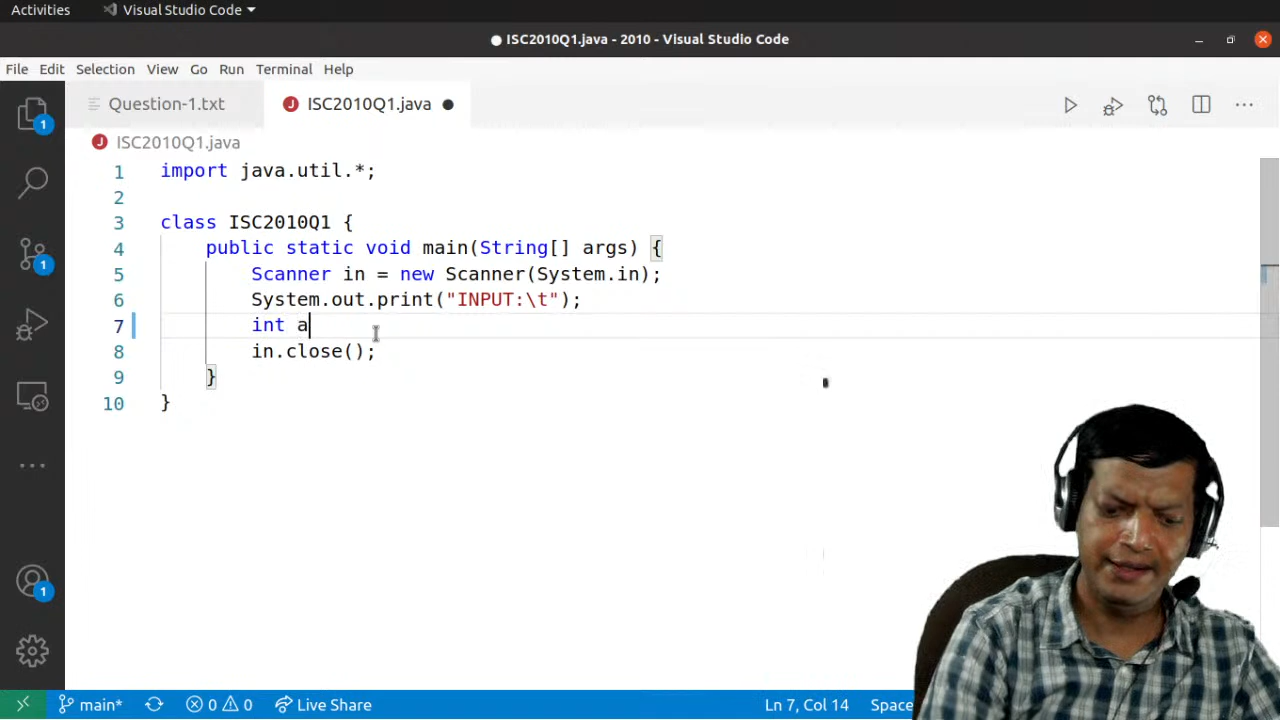 Activities
Visual Studio Code
ISC2010Q1.java - 2010 - Visual Studio Code
File Edit Selection View Go Run Terminal Help
Question-1.txt
ISC2010Q1.java
ISC2010Q1.java
1 import java.util.*;
2
3 class ISC2010Q1 {
4 public static void main(String[] args) {
5 Scanner in = new Scanner(System.in);
6 System.out.print("INPUT:\t");
7 int a
8 in.close();
9 }
10 }
1
1
1
main*
0 0
Live Share
Ln 7, Col 14
Space